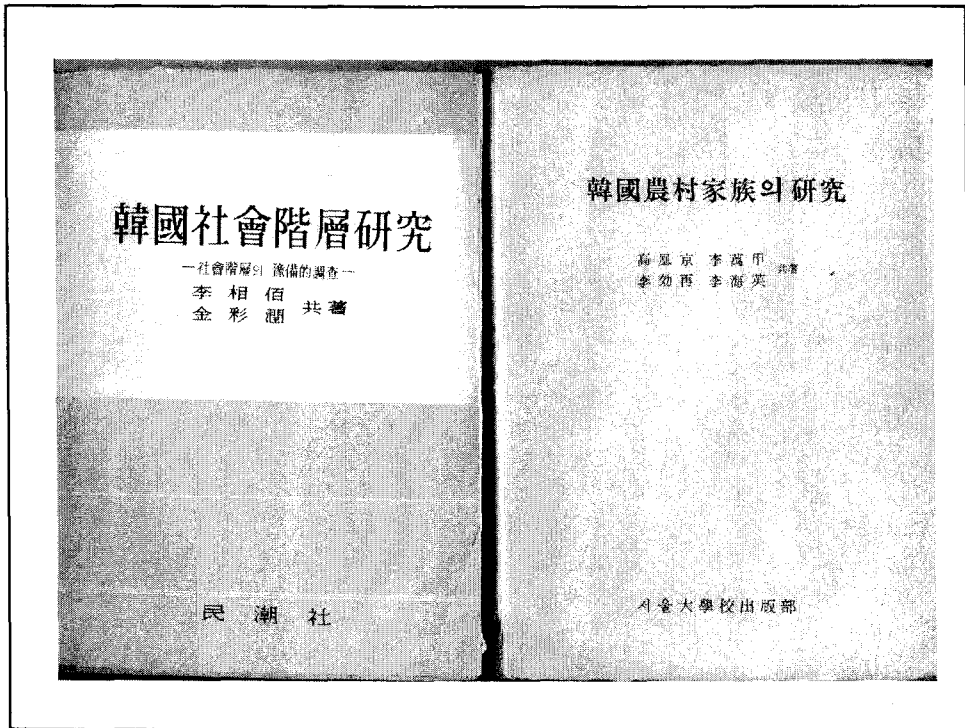 韓國社會階層研究
—社會階層의 豫備的調査—
李相佰
金彩潤
共著
民潮社
韓國農村家族의研究
高凰京 李萬甲
李効再 李海英
共著
서울大學校出版部